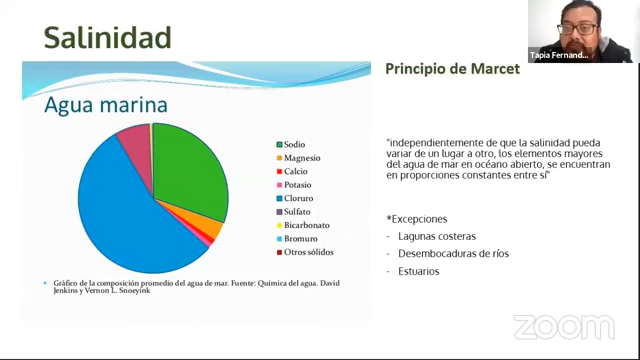 Salinidad
Tapia Fernand...
Principio de Marcet
Agua marina
Sodio
Magnesio
Calcio
Potasio
Cloruro
Sulfato
Bicarbonato
Bromuro
Otros sólidos
Gráfico de la composición promedio del agua de mar. Fuente: Química del agua. David
Jenkins y Vernon L. Snoeyink
"independientemente de que la salinidad pueda
variar de un lugar a otro, los elementos mayores
del agua de mar en océano abierto, se encuentran
en proporciones constantes entre sí"
*Excepciones
- Lagunas costeras
- Desembocaduras de ríos
- Estuarios
zoom